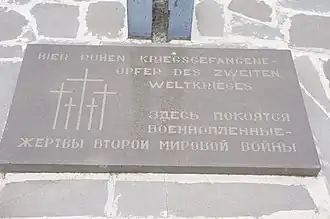 HIER RUHEN KRIEGSGEFANGENE-
OPFER DES ZWEITEN
WELTKRIEGES
ЗДЕСЬ ПОКОЯТСЯ
ВОЕННОПЛЕННЫЕ-
ЖЕРТВЫ ВТОРОЙ МИРОВОЙ ВОЙНЫ